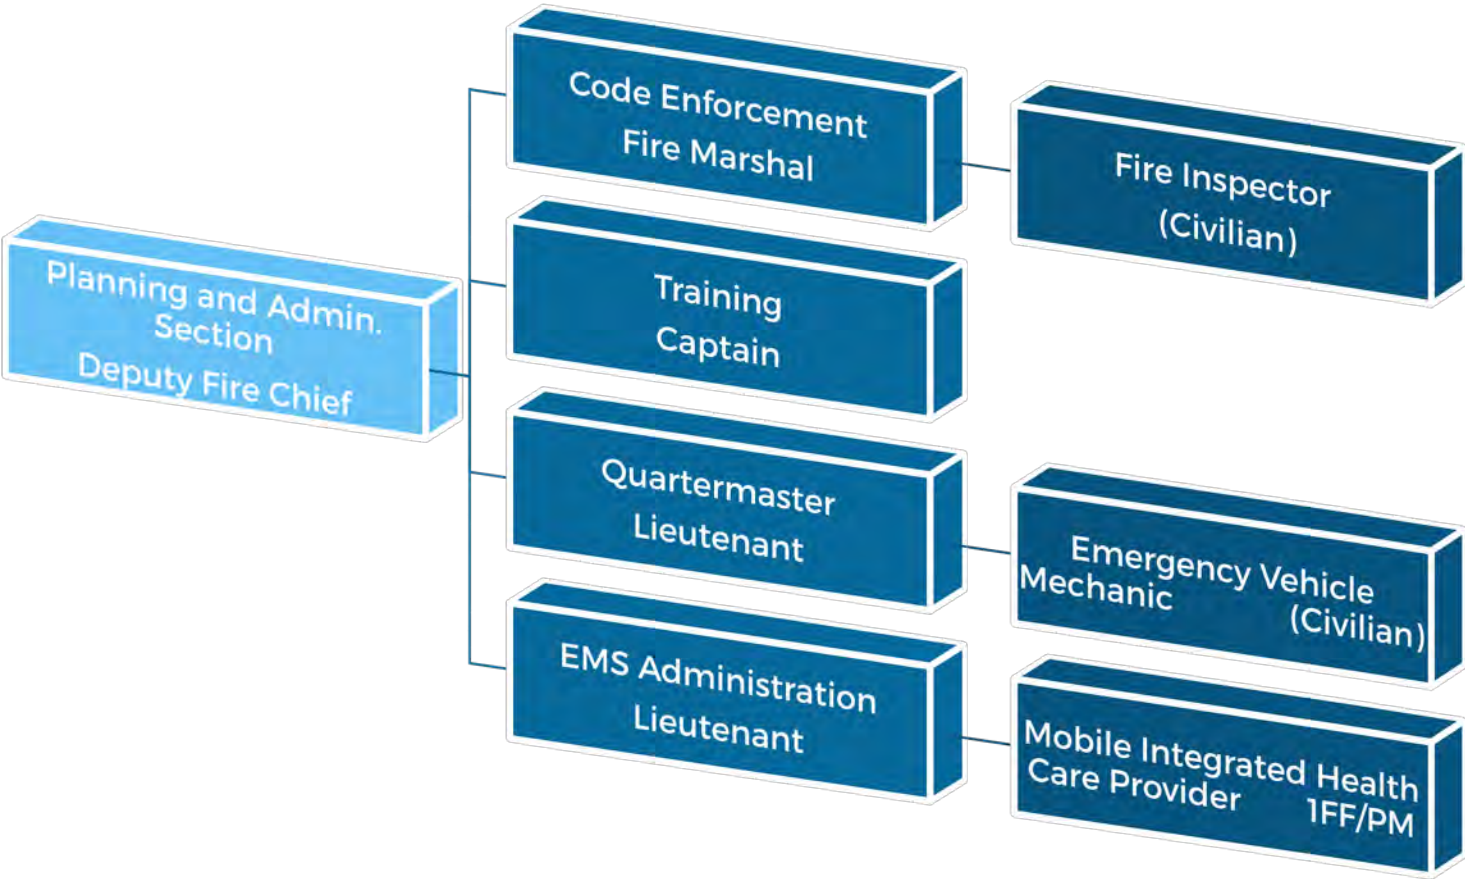 Planning and Admin.
Section
Deputy Fire Chief
Code Enforcement
Fire Marshal
Fire Inspector
(Civilian)
Training
Captain
Quartermaster
Lieutenant
Emergency Vehicle
Mechanic (Civilian)
EMS Administration
Lieutenant
Mobile Integrated Health
Care Provider 1FF/PM